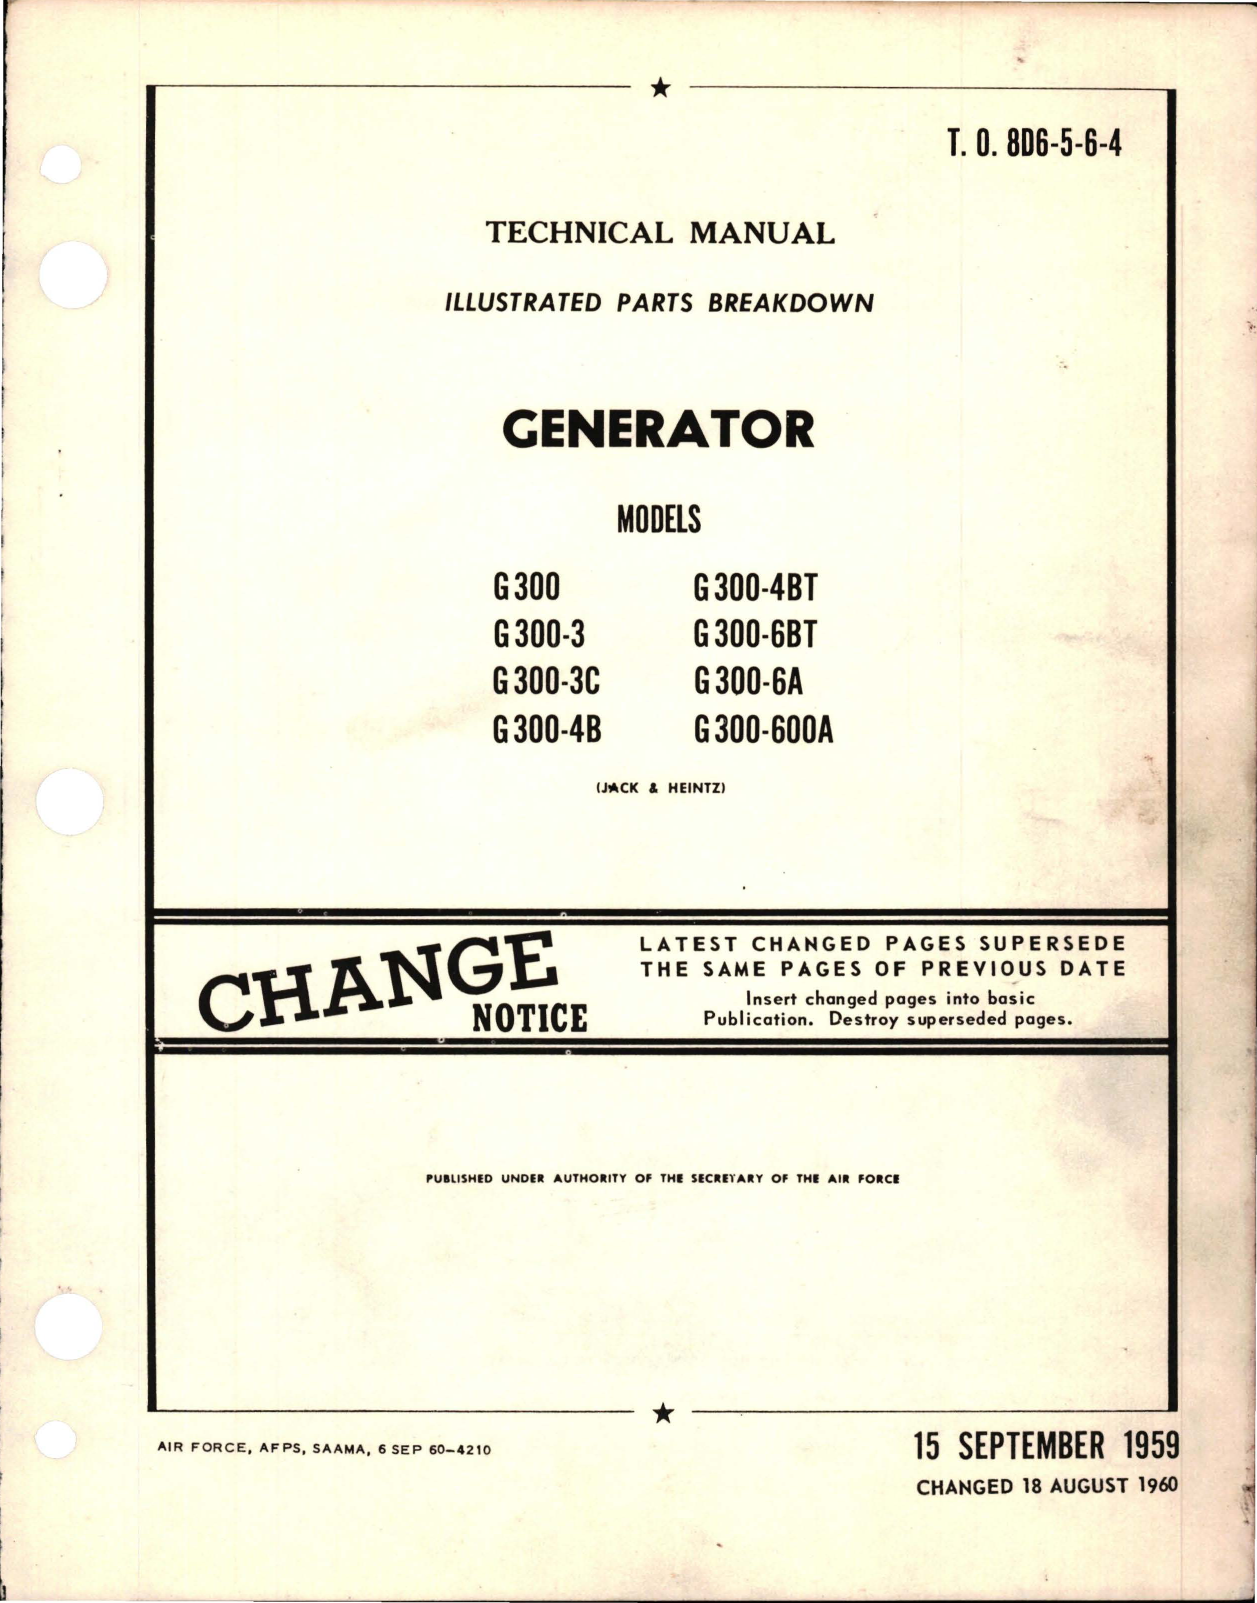 T. O. 8D6-5-6-4
TECHNICAL MANUAL
ILLUSTRATED PARTS BREAKDOWN
GENERATOR
MODELS
G300 G300-4BT
G300-3 G300-6BT
G300-3C G300-6A
G300-4B G300-600A
(JACK & HEINTZ)
CHANGE
NOTICE
LATEST CHANGED PAGES SUPERSEDE
THE SAME PAGES OF PREVIOUS DATE
Insert changed pages into basic
Publication. Destroy superseded pages.
PUBLISHED UNDER AUTHORITY OF THE SECRETARY OF THE AIR FORCE
AIR FORCE, AFPS, SAAMA, 6 SEP 60-4210
15 SEPTEMBER 1959
CHANGED 18 AUGUST 1960